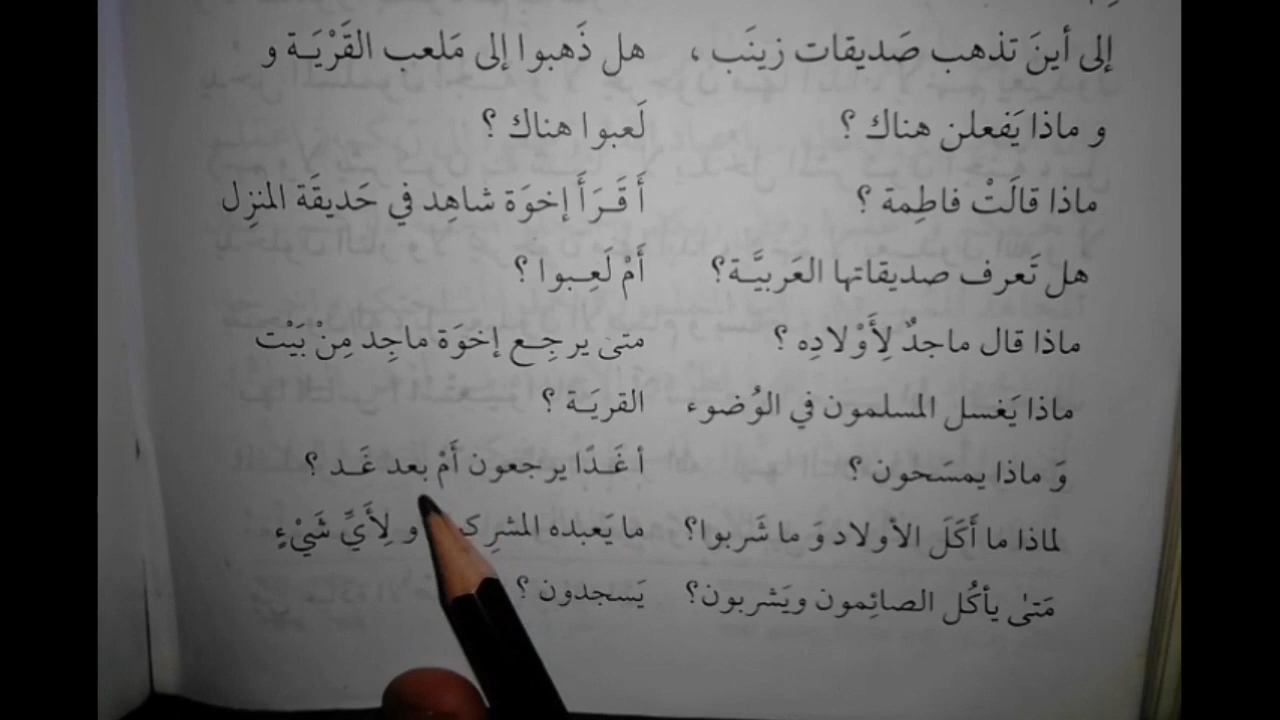 إلى أينَ تذهب صَديقات زينَب ،
و ماذا يَفعلن هناك ؟
ماذا قالَتْ فاطِمة ؟
هل تَعرف صديقاتها العَربيَّـة؟
ماذا قال ماجدٌ لِأَوْلادِه ؟
ماذا يَغسل المسلمون في الوُضوء
وَ ماذا يمسَحون ؟
لماذا ما أَكَلَ الأولاد وَ ما شَربوا؟
مَتىٰ يأكُل الصائِمون ويَشربون؟
هل ذَهبوا إلى مَلعب القَرْيَـة و
لَعبوا هناك ؟
أَ قَـرَأَ إخوَة شاهِد في حَديقَة المنزِل
أَمْ لَعِـبوا ؟
متى يرجِـع إخوَة ماجِد مِنْ بَيْت
القريَـة ؟
أ غَـدًا يرجعون أَمْ بعد غَـد ؟
ما يَعبده و لِأَيِّ شَيْءٍ
يَسجدون ؟